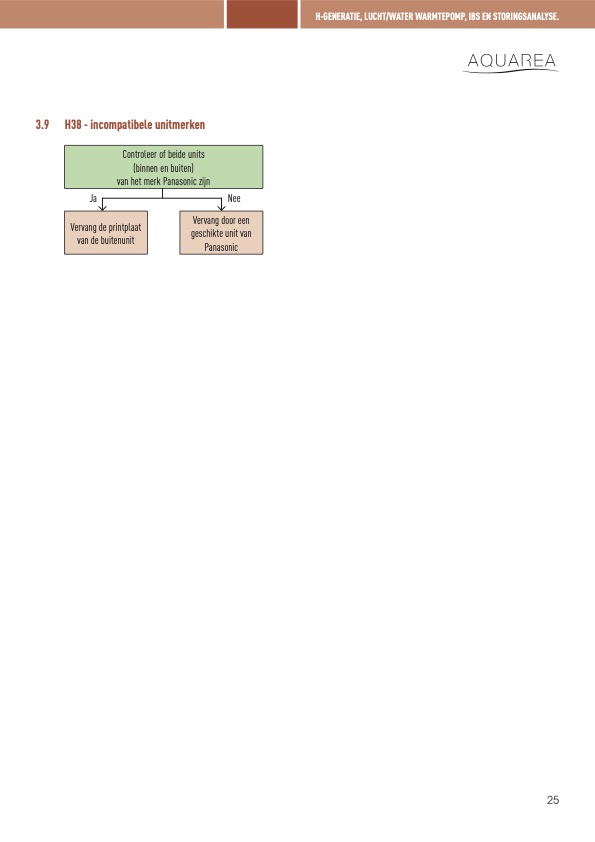 H-GENERATIE, LUCHT/WATER WARMTEPOMP, IBS EN STORINGSANALYSE.
AQUAREA
3.9 H38 - incompatibele unitmerken
Controleer of beide units
(binnen en buiten)
van het merk Panasonic zijn
Ja
Nee
Vervang de printplaat
van de buitenunit
Vervang door een
geschikte unit van
Panasonic
25